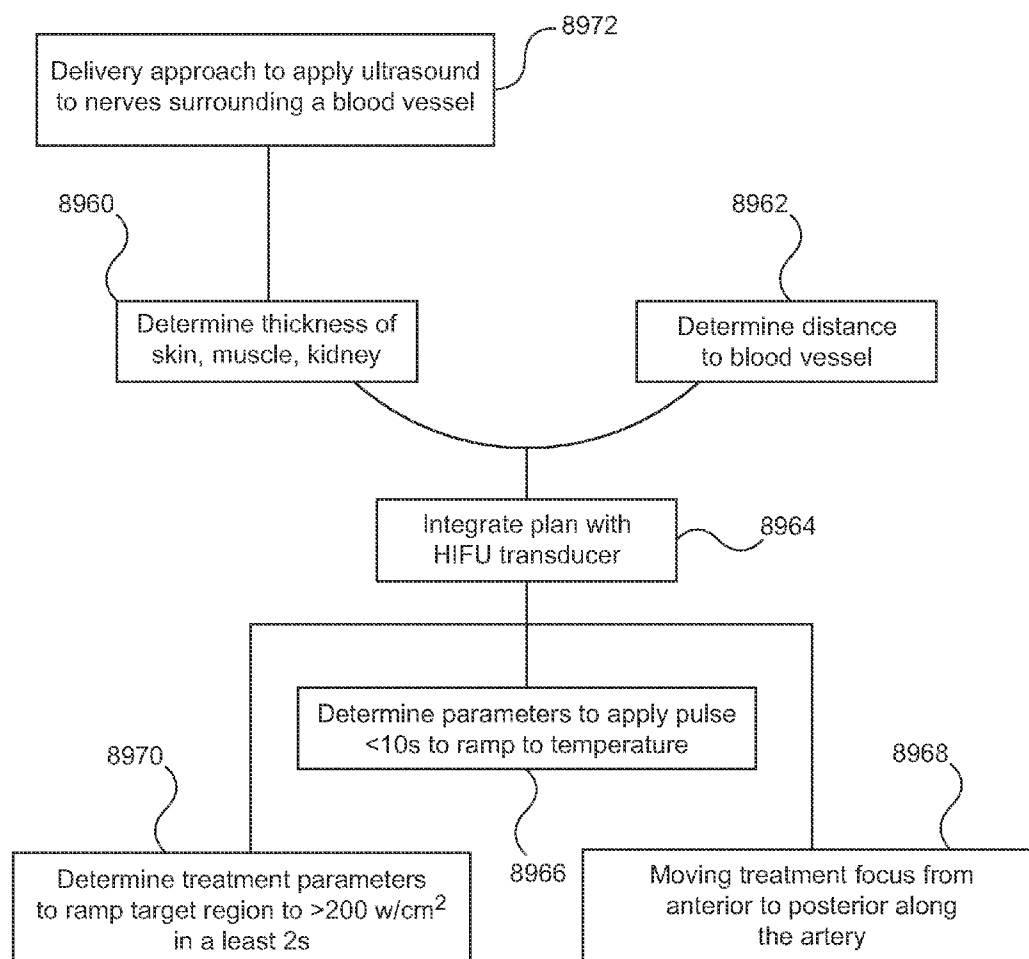 8972
Delivery approach to apply ultrasound
to nerves surrounding a blood vessel
8960
8962
Determine thickness of
skin, muscle, kidney
Determine distance
to blood vessel
Integrate plan with
HIFU transducer
8964
Determine parameters to apply pulse
<10s to ramp to temperature
8970
8968
8966
Determine treatment parameters
to ramp target region to >200 w/cm²
in a least 2s
Moving treatment focus from
anterior to posterior along
the artery